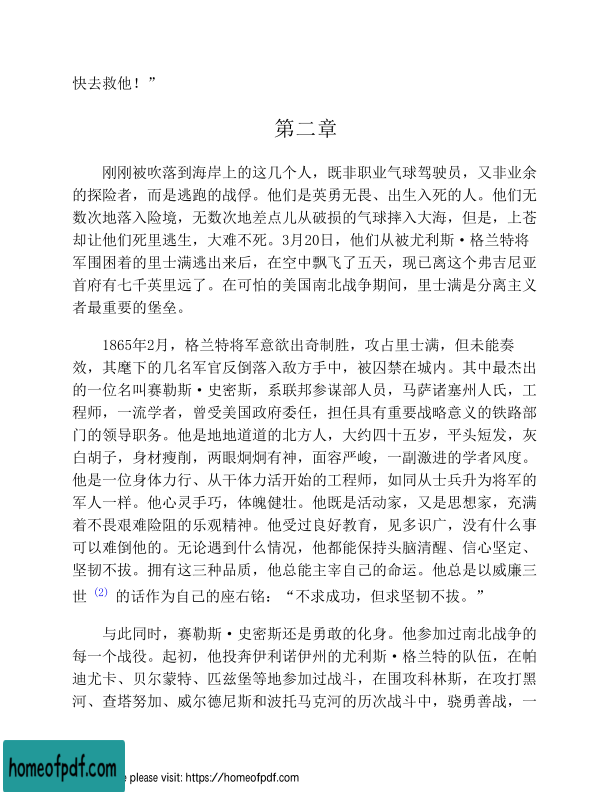 快去救他！”
第二章
刚刚被吹落到海岸上的这几个人，既非职业气球驾驶员，又非业余
的探险者，而是逃跑的战俘。他们是英勇无畏、出生入死的人。他们无
数次地落入险境，无数次地差点儿从破损的气球摔入大海，但是，上苍
却让他们死里逃生，大难不死。3月20日，他们从被尤利斯·格兰特将
军围困着的里士满逃出来后，在空中飘飞了五天，现已离这个弗吉尼亚
首府有七千英里远了。在可怕的美国南北战争期间，里士满是分离主义
者最重要的堡垒。
1865年2月，格兰特将军意欲出奇制胜，攻占里士满，但未能奏
效，其麾下的几名军官反倒落入敌方手中，被囚禁在城内。其中最杰出
的一位名叫赛勒斯·史密斯，系联邦参谋部人员，马萨诸塞州人氏，工
程师，一流学者，曾受美国政府委任，担任具有重要战略意义的铁路部
门的领导职务。他是地地道道的北方人，大约四十五岁，平头短发，灰
白胡子，身材瘦削，两眼炯炯有神，面容严峻，一副激进的学者风度。
他是一位身体力行、从干体力活开始的工程师，如同从士兵升为将军的
军人一样。他心灵手巧，体魄健壮。他既是活动家，又是思想家，充满
着不畏艰难险阻的乐观精神。他受过良好教育，见多识广，没有什么事
可以难倒他的。无论遇到什么情况，他都能保持头脑清醒、信心坚定、
坚韧不拔。拥有这三种品质，他总能主宰自己的命运。他总是以威廉三
世 (2) 的话作为自己的座右铭：“不求成功，但求坚韧不拔。”
与此同时，赛勒斯·史密斯还是勇敢的化身。他参加过南北战争的
每一个战役。起初，他投奔伊利诺伊州的尤利斯·格兰特的队伍，在帕
迪尤卡、贝尔蒙特、匹兹堡等地参加过战斗，在围攻科林斯，在攻打黑
河、查塔努加、威尔德尼斯和波托马克河的历次战斗中，骁勇善战，一
homeofpdf.com
e please visit: https://homeofpdf.com